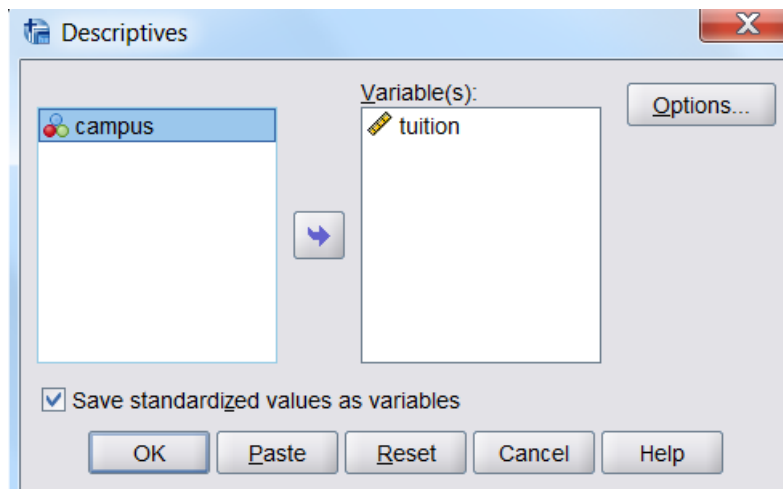 Descriptives
Variable(s):
Options...
campus
tuition
Save standardized values as variables
OK Paste Reset Cancel Help